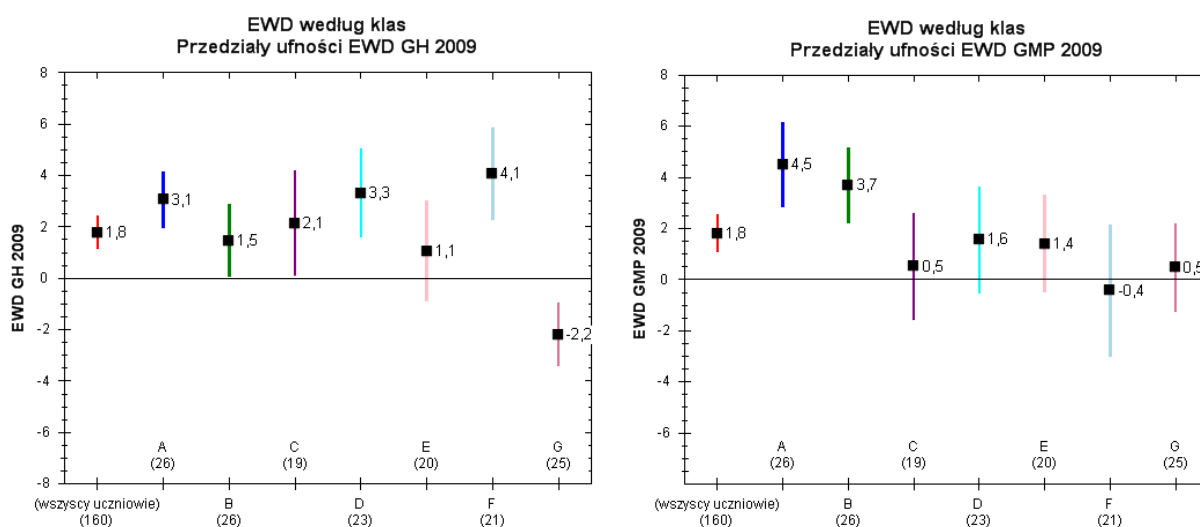 EWD według klas
Przedziały ufności EWD GH 2009
EWD GH 2009
8
6
4
2
0
-2
-4
-6
-8
1,8
3,1
1,5
2,1
3,3
1,1
4,1
-2,2
A
(26)
C
(19)
E
(20)
G
(25)
(wszyscy uczniowie)
(160)
B
(26)
D
(23)
F
(21)
EWD według klas
Przedziały ufności EWD GMP 2009
EWD GMP 2009
8
6
4
2
0
-2
-4
-6
1,8
4,5
3,7
0,5
1,6
1,4
-0,4
0,5
A
(26)
C
(19)
E
(20)
G
(25)
(wszyscy uczniowie)
(160)
B
(26)
D
(23)
F
(21)